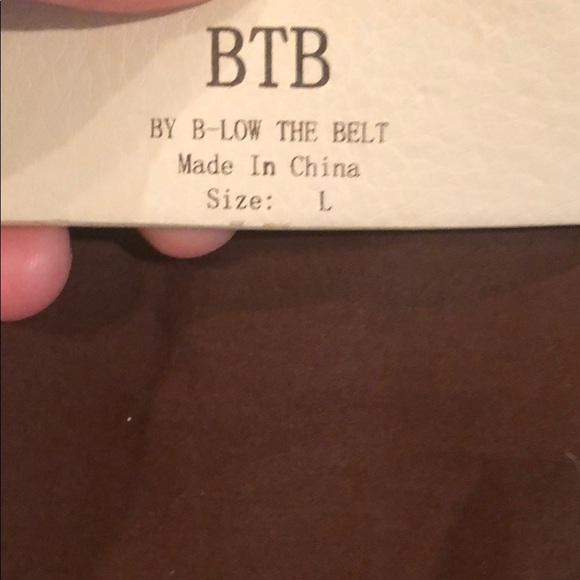 BTB
BY B-LOW THE BELT
Made In China
Size: L